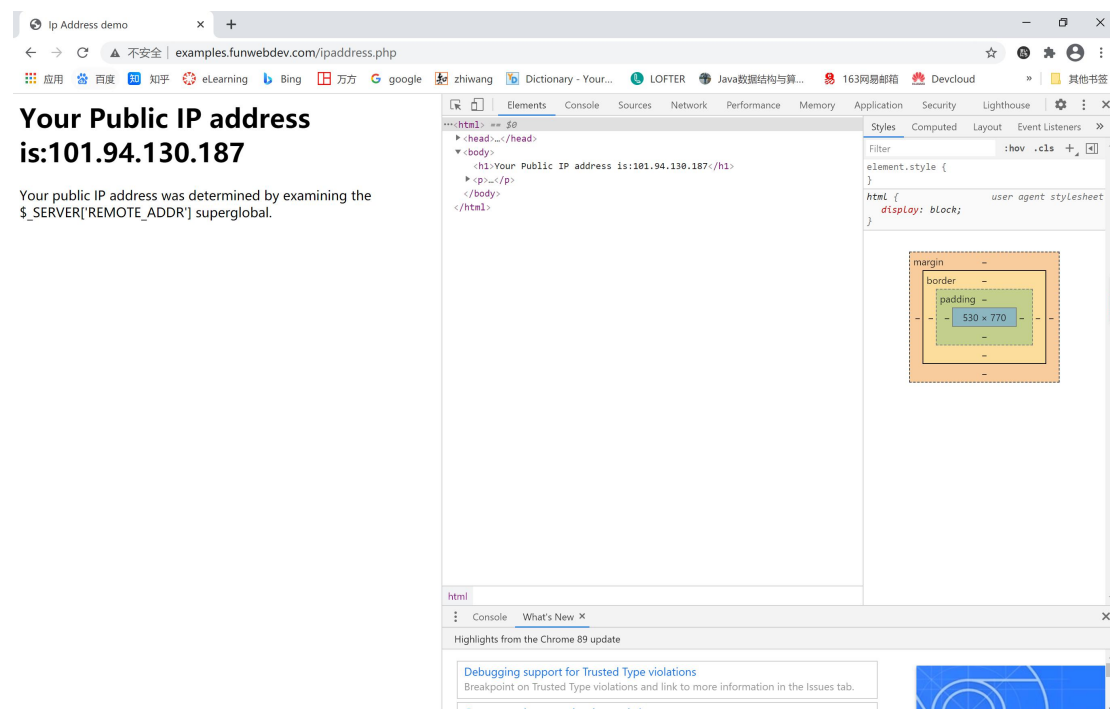 Ip Address demo
不安全 examples.funwebdev.com/ipaddress.php
应用 百度 知乎 eLearning Bing 万方 google zhiwang Dictionary - Your... LOFTER Java数据结构与算... 163网易邮箱 Devcloud » 其他书签
Your Public IP address
is:101.94.130.187
Your public IP address was determined by examining the
$_SERVER['REMOTE_ADDR'] superglobal.
Elements Console Sources Network Performance Memory Application Security Lighthouse
···<html> == $0
<head>…</head>
<body>
<h1>Your Public IP address is:101.94.130.187</h1>
<p>…</p>
</body>
</html>
html
Styles Computed Layout Event Listeners »
Filter :hov .cls +
element.style {
}
html { user agent stylesheet
display: block;
}
margin –
border –
padding –
– – – 530 × 770 – – –
–
–
–
Console What's New
Highlights from the Chrome 89 update
Debugging support for Trusted Type violations
Breakpoint on Trusted Type violations and link to more information in the Issues tab.